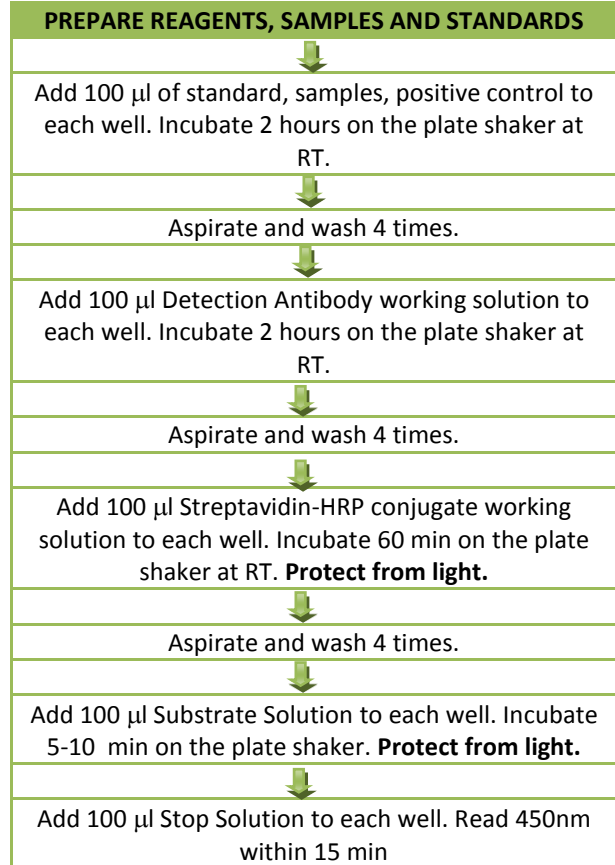 PREPARE REAGENTS, SAMPLES AND STANDARDS
Add 100 μl of standard, samples, positive control to
each well. Incubate 2 hours on the plate shaker at
RT.
Aspirate and wash 4 times.
Add 100 μl Detection Antibody working solution to
each well. Incubate 2 hours on the plate shaker at
RT.
Aspirate and wash 4 times.
Add 100 μl Streptavidin-HRP conjugate working
solution to each well. Incubate 60 min on the plate
shaker at RT. Protect from light.
Aspirate and wash 4 times.
Add 100 μl Substrate Solution to each well. Incubate
5-10 min on the plate shaker. Protect from light.
Add 100 μl Stop Solution to each well. Read 450nm
within 15 min